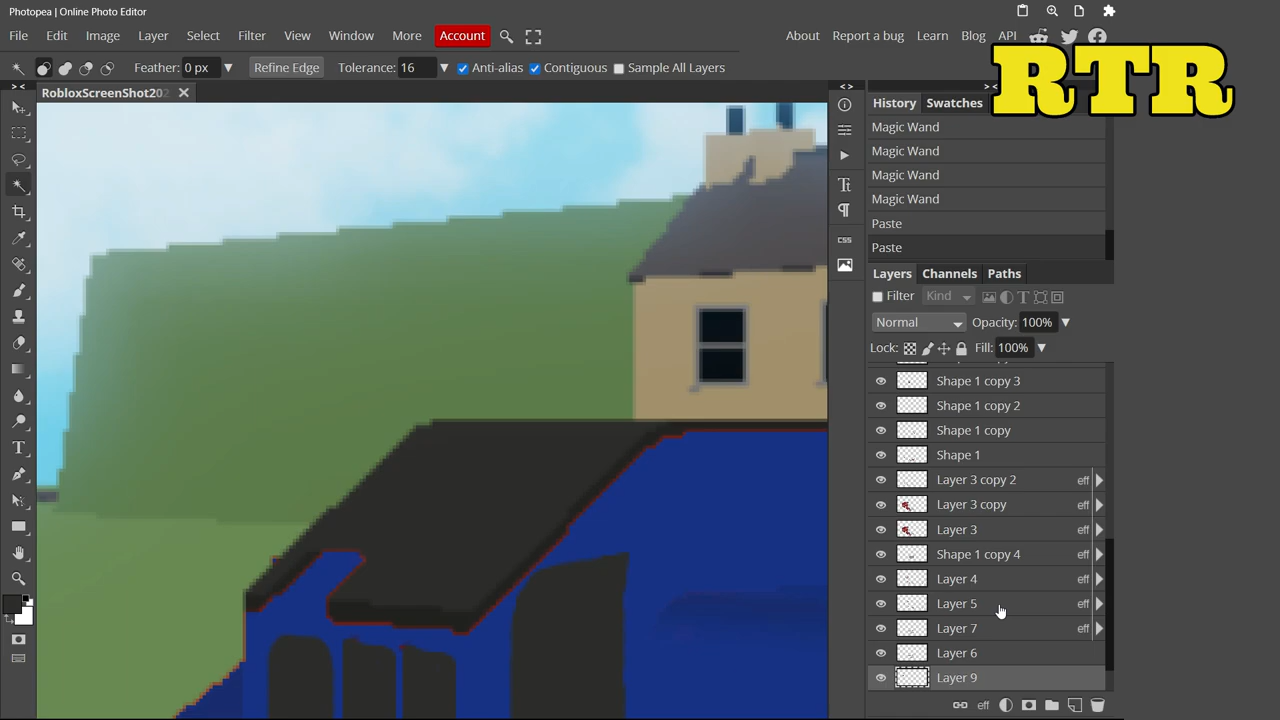 Photopea | Online Photo Editor
File Edit Image Layer Select Filter View Window More Account About Report a bug Learn Blog API
RTR
Feather: 0 px Refine Edge Tolerance: 16 Anti-alias Contiguous Sample All Layers
RobloxScreenShot202
History Swatches
Magic Wand
Magic Wand
Magic Wand
Magic Wand
Paste
Paste
CSS
Layers Channels Paths
Filter Kind
Normal Opacity: 100%
Lock: Fill: 100%
Shape 1 copy 3
Shape 1 copy 2
Shape 1 copy
Shape 1
Layer 3 copy 2 eff
Layer 3 copy eff
Layer 3 eff
Shape 1 copy 4 eff
Layer 4 eff
Layer 5 eff
Layer 7 eff
Layer 6
Layer 9
eff